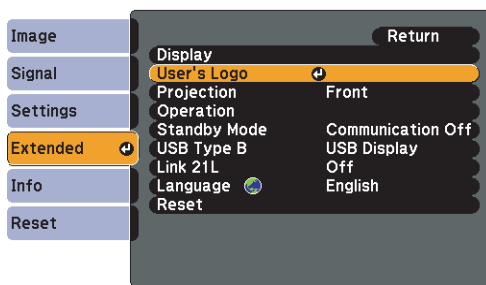 Image
Signal
Settings
Extended
Info
Reset
Return
Display
User's Logo
Projection Front
Operation
Standby Mode Communication Off
USB Type B USB Display
Link 21L Off
Language English
Reset